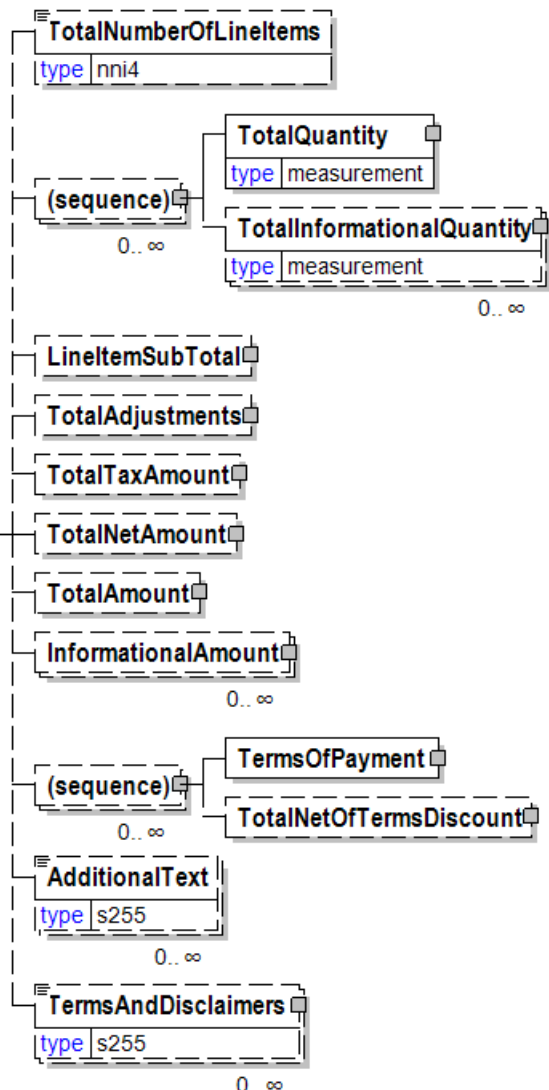 TotalNumberOfLineItems
type nni4
TotalQuantity
type measurement
(sequence)
0.. ∞
TotalInformationalQuantity
type measurement
0.. ∞
LineItemSubTotal
TotalAdjustments
TotalTaxAmount
TotalNetAmount
TotalAmount
InformationalAmount
0.. ∞
TermsOfPayment
(sequence)
0.. ∞
TotalNetOfTermsDiscount
AdditionalText
type s255
0.. ∞
TermsAndDisclaimers
type s255
0.. ∞